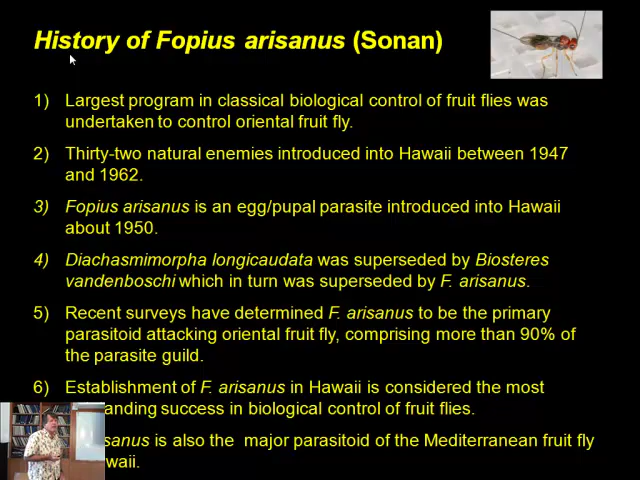 History of Fopius arisanus (Sonan)
1) Largest program in classical biological control of fruit flies was
undertaken to control oriental fruit fly.
2) Thirty-two natural enemies introduced into Hawaii between 1947
and 1962.
3) Fopius arisanus is an egg/pupal parasite introduced into Hawaii
about 1950.
4) Diachasmimorpha longicaudata was superseded by Biosteres
vandenboschi which in turn was superseded by F. arisanus.
5) Recent surveys have determined F. arisanus to be the primary
parasitoid attacking oriental fruit fly, comprising more than 90% of
the parasite guild.
6) Establishment of F. arisanus in Hawaii is considered the most
anding success in biological control of fruit flies.
sanus is also the major parasitoid of the Mediterranean fruit fly
waii.